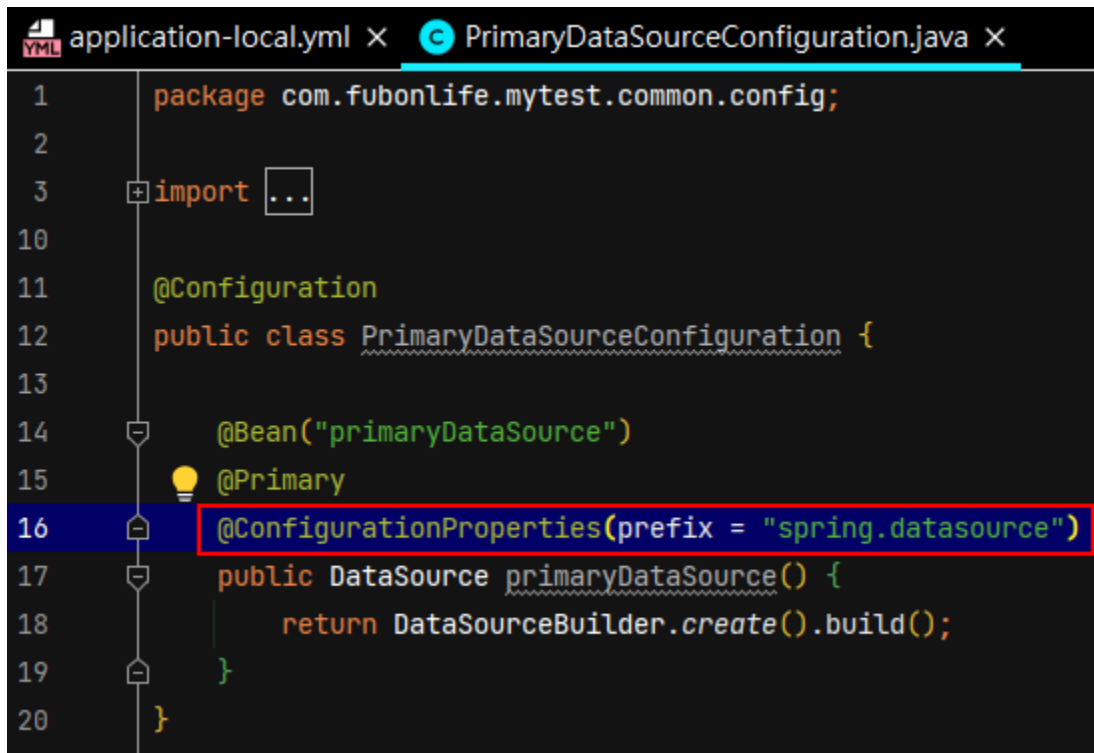 YML application-local.yml × C PrimaryDataSourceConfiguration.java ×
1 package com.fubonlife.mytest.common.config;
2
3 import ...
10
11 @Configuration
12 public class PrimaryDataSourceConfiguration {
13
14 @Bean("primaryDataSource")
15 @Primary
16 @ConfigurationProperties(prefix = "spring.datasource")
17 public DataSource primaryDataSource() {
18 return DataSourceBuilder.create().build();
19 }
20 }